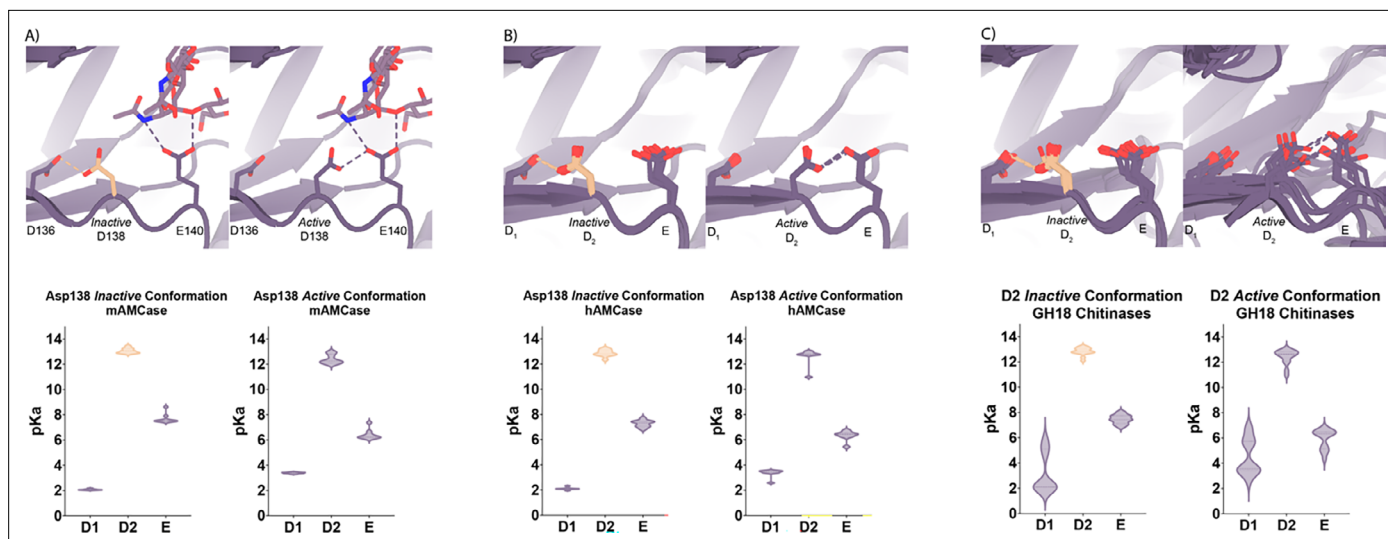 A)
B)
C)
D136
Inactive
D138
E140
D136
Active
D138
E140
D1
Inactive
D2
E
D1
Active
D2
E
D1
Inactive
D2
E
D1
Active
D2
E
Asp138 Inactive Conformation
mAMCase
Asp138 Active Conformation
mAMCase
Asp138 Inactive Conformation
hAMCase
Asp138 Active Conformation
hAMCase
D2 Inactive Conformation
GH18 Chitinases
D2 Active Conformation
GH18 Chitinases
pKa
14
12
10
8
6
4
2
0
D1 D2 E
14
12
10
8
6
4
2
0
D1 D2 E
pKa
14
12
10
8
6
4
2
0
D1 D2 E
pKa
14
12
10
8
6
4
2
0
D1 D2 E
pKa
14
12
10
8
6
4
2
0
D1 D2 E
pKa
14
12
10
8
6
4
2
0
D1 D2 E